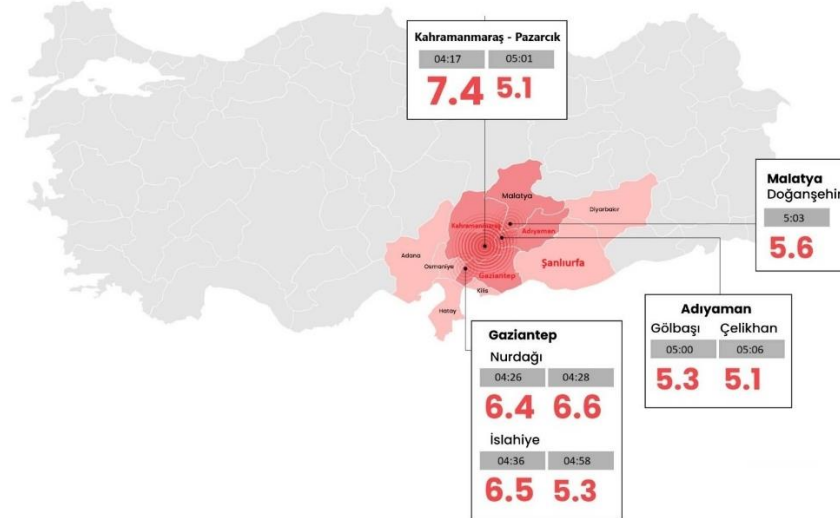 Kahramanmaraş - Pazarcık
04:17 05:01
7.4 5.1
Malatya
Doğanşehir
5:03
5.6
Malatya
Diyarbakır
Kahramanmaraş
Adıyaman
Adana
Osmaniye
Şanlıurfa
Gaziantep
Kilis
Hatay
Adıyaman
Gölbaşı Çelikhan
05:00 05:06
5.3 5.1
Gaziantep
Nurdağı
04:26 04:28
6.4 6.6
İslahiye
04:36 04:58
6.5 5.3